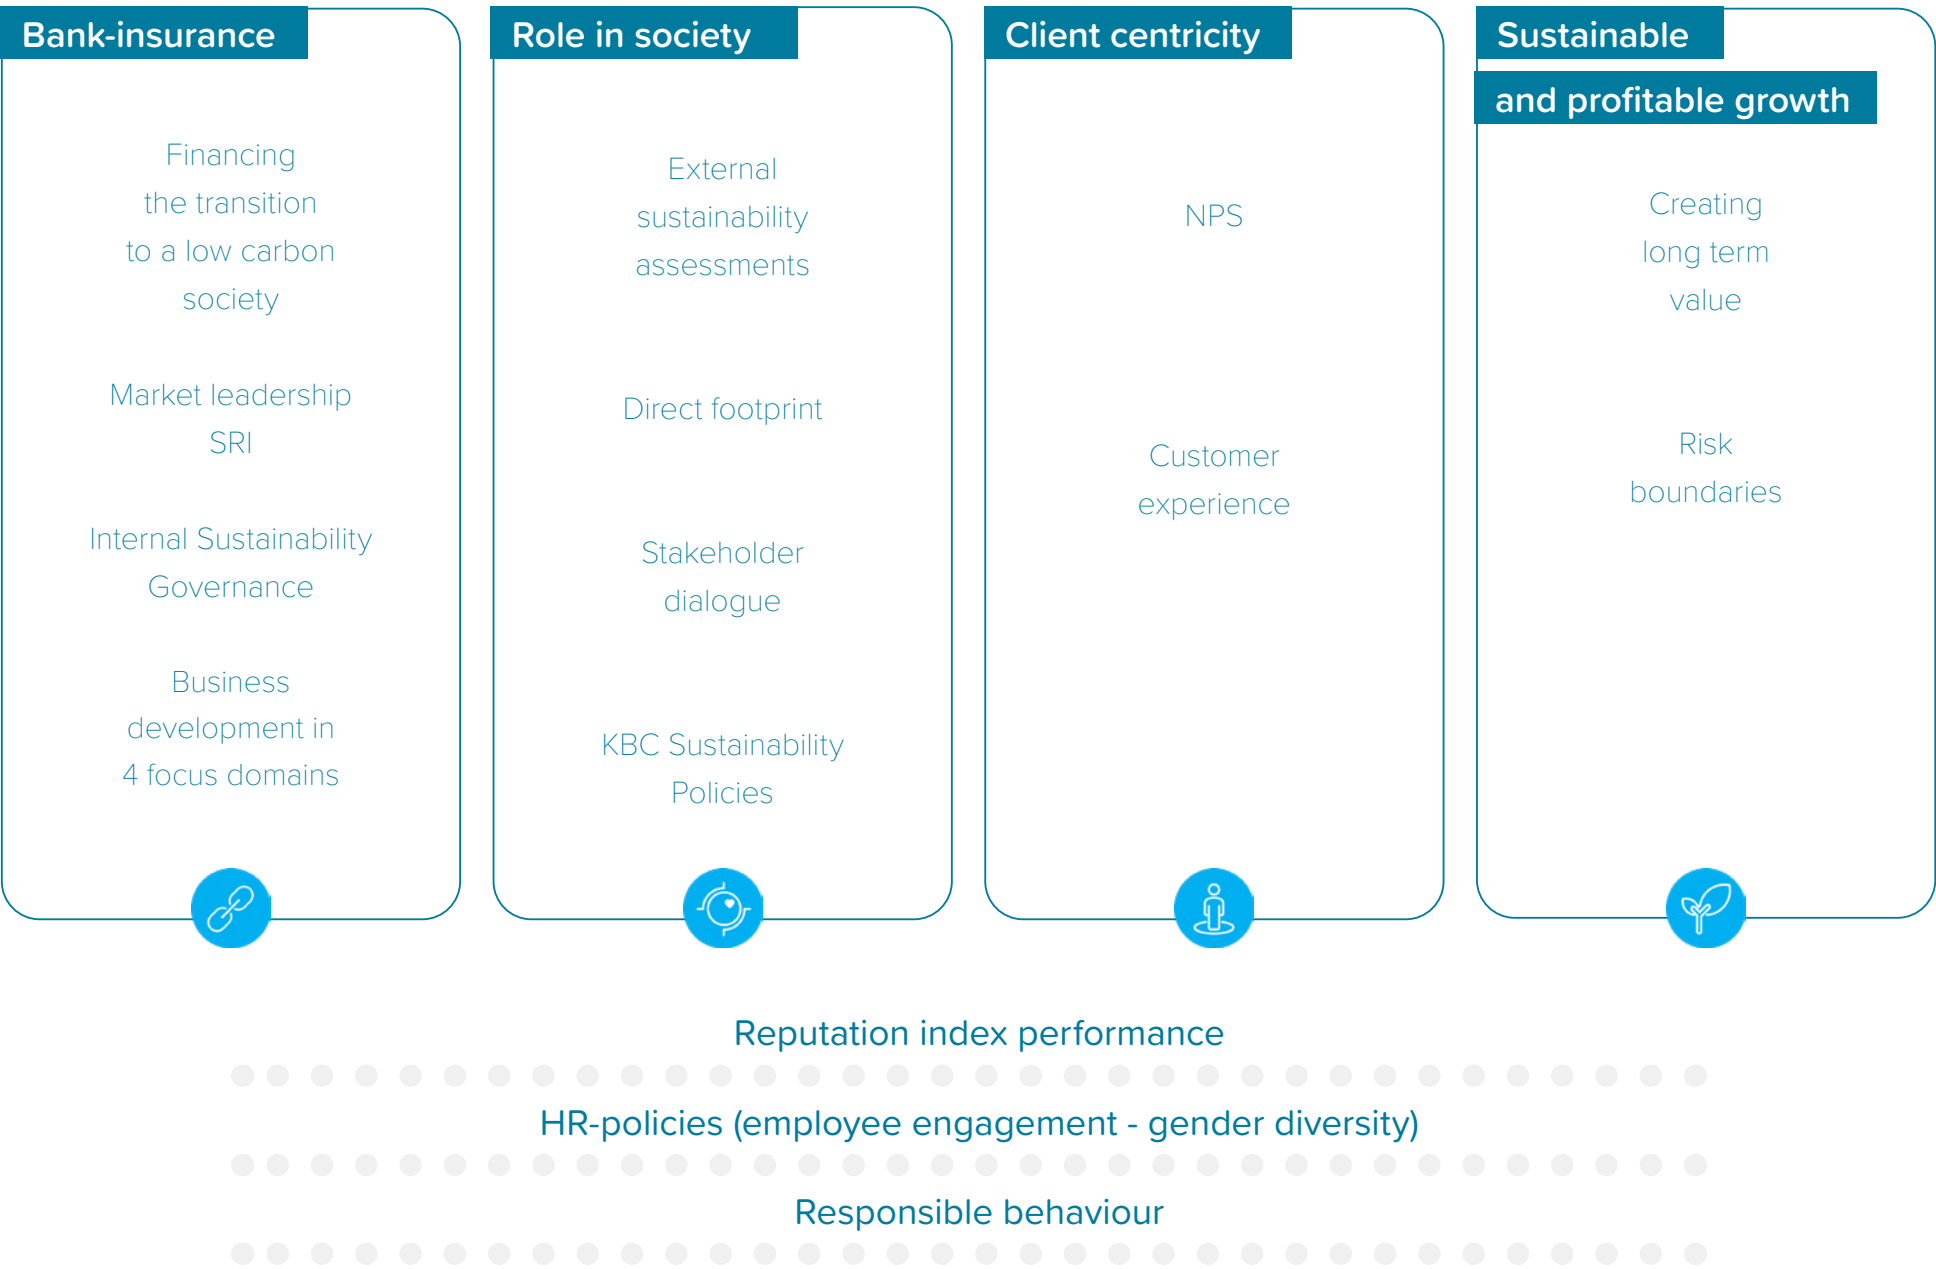 Bank-insurance
Financing
the transition
to a low carbon
society
Market leadership
SRI
Internal Sustainability
Governance
Business
development in
4 focus domains
Role in society
External
sustainability
assessments
Direct footprint
Stakeholder
dialogue
KBC Sustainability
Policies
Client centricity
NPS
Customer
experience
Sustainable
and profitable growth
Creating
long term
value
Risk
boundaries
Reputation index performance
HR-policies (employee engagement - gender diversity)
Responsible behaviour